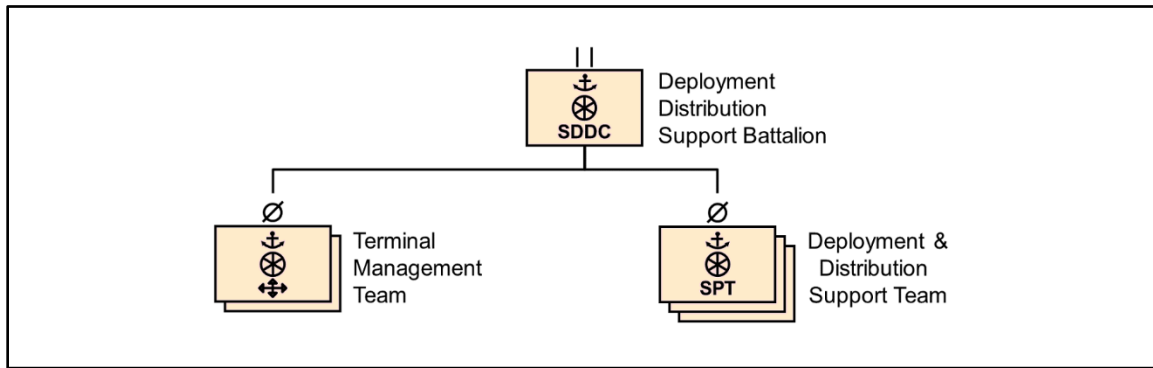 SDDC
Deployment
Distribution
Support Battalion
Terminal
Management
Team
SPT
Deployment &
Distribution
Support Team